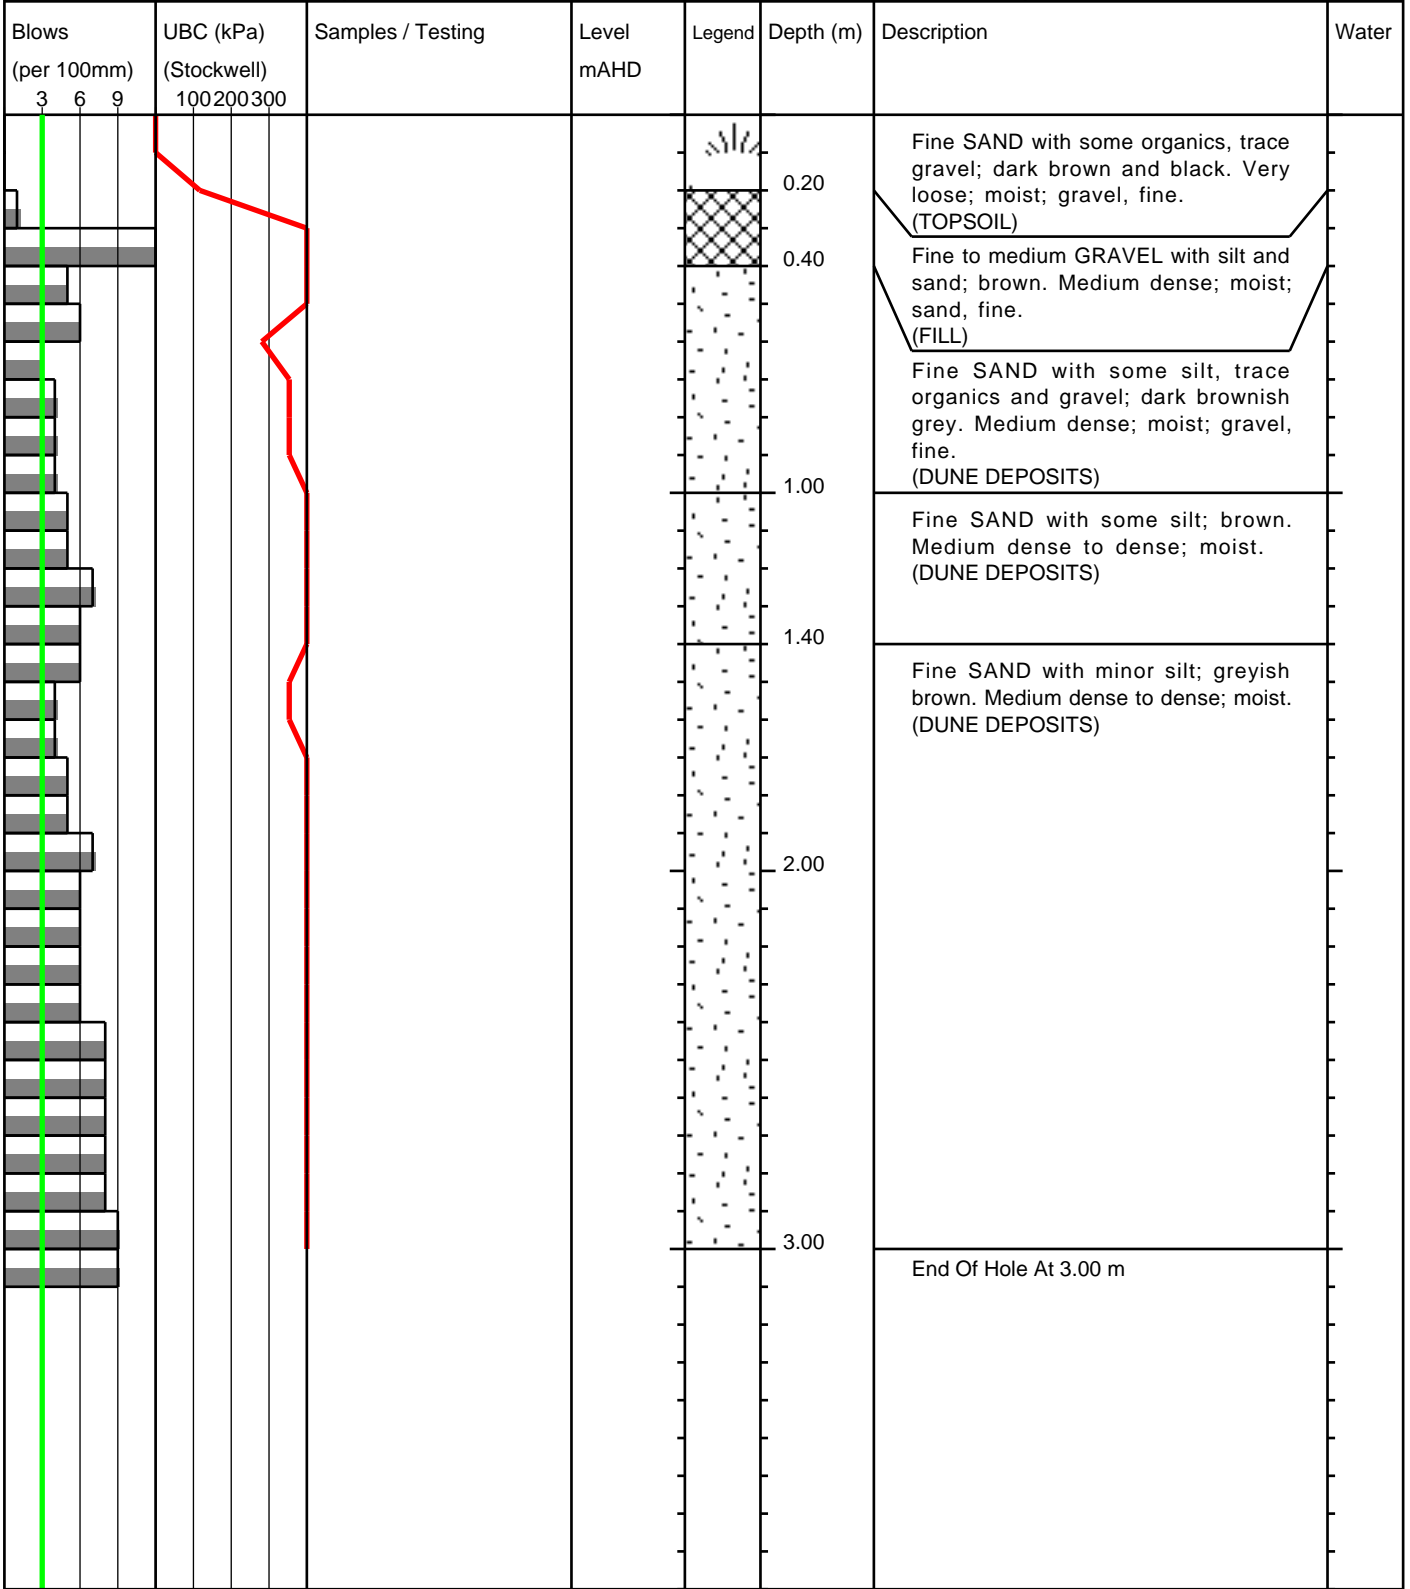 Blows
(per 100mm)
3 6 9
UBC (kPa)
(Stockwell)
100 200 300
Samples / Testing
Level
mAHD
Legend
Depth (m)
Description
Water
Fine SAND with some organics, trace
gravel; dark brown and black. Very
loose; moist; gravel, fine.
(TOPSOIL)
0.20
Fine to medium GRAVEL with silt and
sand; brown. Medium dense; moist;
sand, fine.
(FILL)
0.40
Fine SAND with some silt, trace
organics and gravel; dark brownish
grey. Medium dense; moist; gravel,
fine.
(DUNE DEPOSITS)
1.00
Fine SAND with some silt; brown.
Medium dense to dense; moist.
(DUNE DEPOSITS)
1.40
Fine SAND with minor silt; greyish
brown. Medium dense to dense; moist.
(DUNE DEPOSITS)
2.00
3.00
End Of Hole At 3.00 m